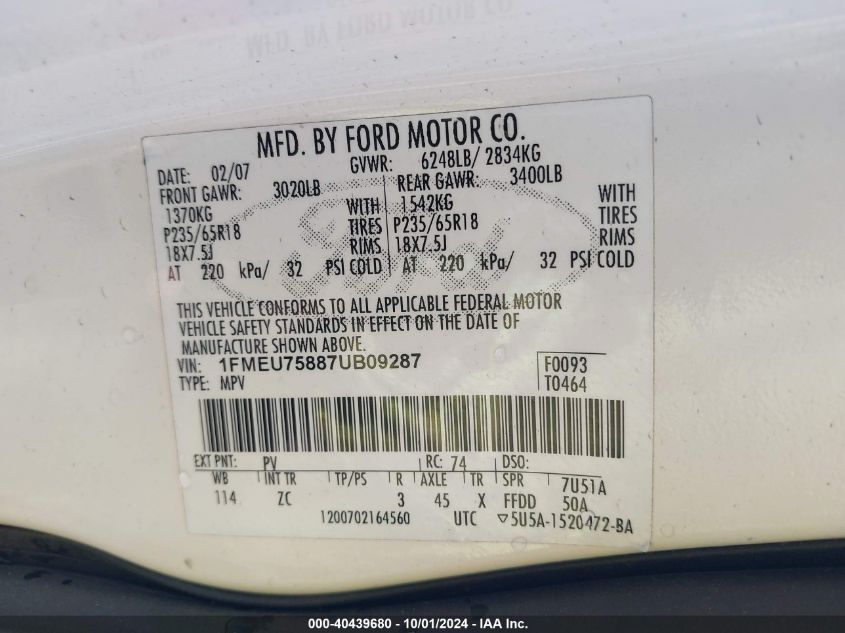 MFD. BY FORD MOTOR CO.
DATE: 02/07 GVWR: 6248LB/ 2834KG
FRONT GAWR: 3020LB REAR GAWR: 3400LB
1370KG WITH 1542KG WITH
P235/65R18 TIRES P235/65R18 TIRES
18X7.5J RIMS 18X7.5J RIMS
AT 220 kPa/ 32 PSI COLD AT 220 kPa/ 32 PSI COLD
THIS VEHICLE CONFORMS TO ALL APPLICABLE FEDERAL MOTOR
VEHICLE SAFETY STANDARDS IN EFFECT ON THE DATE OF
MANUFACTURE SHOWN ABOVE.
VIN: 1FMEU75887UB09287 F0093
TYPE: MPV T0464
EXT PNT: PV RC: 74 DSO:
WB INT TR TP/PS R AXLE TR SPR 7U51A
114 ZC 3 45 X FFDD 50A
1200702164560 UTC ▽5U5A-1520472-BA
000-40439680 - 10/01/2024 - IAA Inc.